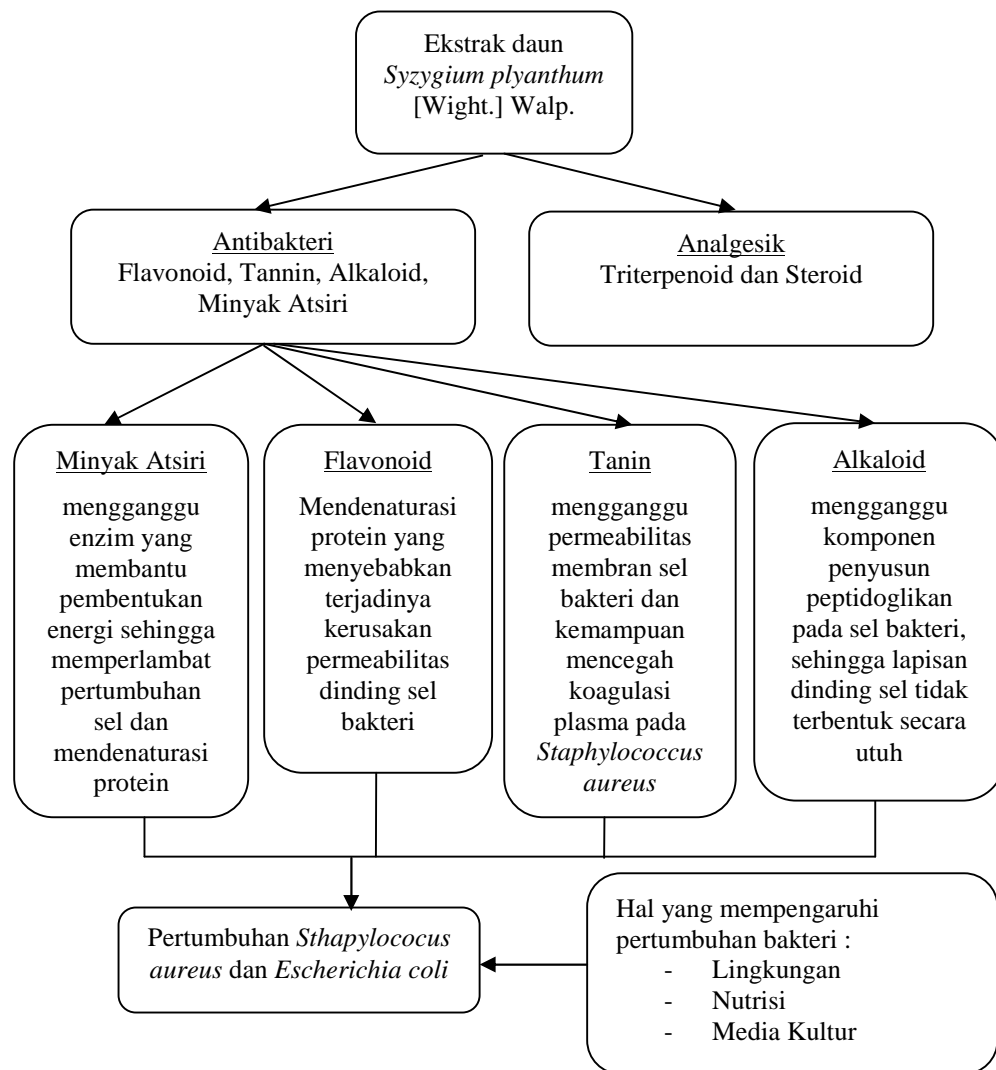 Ekstrak daun
Syzygium plyanthum
[Wight.] Walp.
Antibakteri
Flavonoid, Tannin, Alkaloid,
Minyak Atsiri
Analgesik
Triterpenoid dan Steroid
Minyak Atsiri
mengganggu
enzim yang
membantu
pembentukan
energi sehingga
memperlambat
pertumbuhan
sel dan
mendenaturasi
protein
Flavonoid
Mendenaturasi
protein yang
menyebabkan
terjadinya
kerusakan
permeabilitas
dinding sel
bakteri
Tanin
mengganggu
permeabilitas
membran sel
bakteri dan
kemampuan
mencegah
koagulasi
plasma pada
Staphylococcus
aureus
Alkaloid
mengganggu
komponen
penyusun
peptidoglikan
pada sel bakteri,
sehingga lapisan
dinding sel tidak
terbentuk secara
utuh
Pertumbuhan Sthapylococus
aureus dan Escherichia coli
Hal yang mempengaruhi
pertumbuhan bakteri :
- Lingkungan
- Nutrisi
- Media Kultur